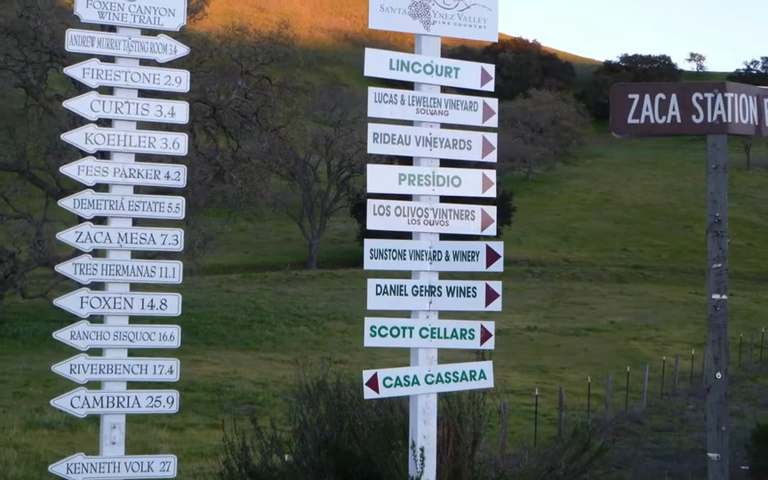 FOXEN CANYON
WINE TRAIL
ANDREW MURRAY TASTING ROOM 3.4
FIRESTONE 2.9
CURTIS 3.4
KOEHLER 3.6
FESS PARKER 4.2
DEMETRIÁ ESTATE 5.5
ZACA MESA 7.3
TRES HERMANAS 11.1
FOXEN 14.8
RANCHO SISQUOC 16.6
RIVERBENCH 17.4
CAMBRIA 25.9
KENNETH VOLK 27
SANTA YNEZ VALLEY
WINE COUNTRY
LINCOURT
LUCAS & LEWELLEN VINEYARD
SOLVANG
RIDEAU VINEYARDS
PRESÍDIO
LOS OLIVOS VINTNERS
LOS OLIVOS
SUNSTONE VINEYARD & WINERY
DANIEL GEHRS WINES
SCOTT CELLARS
CASA CASSARA
ZACA STATION